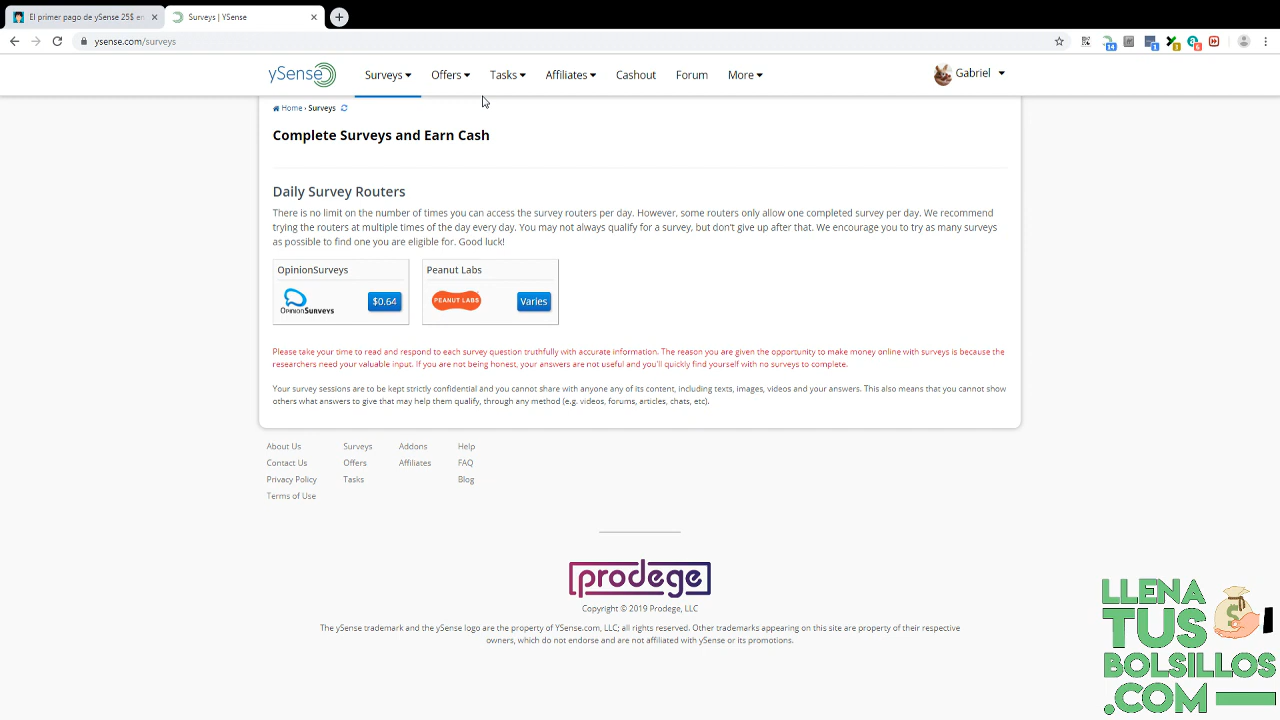 El primer pago de ySense 25$ en
Surveys | YSense
ysense.com/surveys
14
1
3
6
ySense
Surveys
Offers
Tasks
Affiliates
Cashout
Forum
More
Gabriel
Home › Surveys
Complete Surveys and Earn Cash
Daily Survey Routers
There is no limit on the number of times you can access the survey routers per day. However, some routers only allow one completed survey per day. We recommend
trying the routers at multiple times of the day every day. You may not always qualify for a survey, but don't give up after that. We encourage you to try as many surveys
as possible to find one you are eligible for. Good luck!
OpinionSurveys
Peanut Labs
OpinionSurveys
$0.64
PEANUT LABS
Varies
Please take your time to read and respond to each survey question truthfully with accurate information. The reason you are given the opportunity to make money online with surveys is because the
researchers need your valuable input. If you are not being honest, your answers are not useful and you'll quickly find yourself with no surveys to complete.
Your survey sessions are to be kept strictly confidential and you cannot share with anyone any of its content, including texts, images, videos and your answers. This also means that you cannot show
others what answers to give that may help them qualify, through any method (e.g. videos, forums, articles, chats, etc).
About Us
Surveys
Addons
Help
Contact Us
Offers
Affiliates
FAQ
Privacy Policy
Tasks
Blog
Terms of Use
prodege
Copyright © 2019 Prodege, LLC
The ySense trademark and the ySense logo are the property of YSense.com, LLC; all rights reserved. Other trademarks appearing on this site are property of their respective
owners, which do not endorse and are not affiliated with ySense or its promotions.
LLENA
TUS
BOLSILLOS
.COM